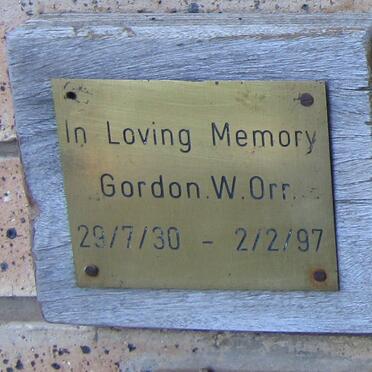 In Loving Memory
Gordon.W.Orr.
29/7/30 - 2/2/97